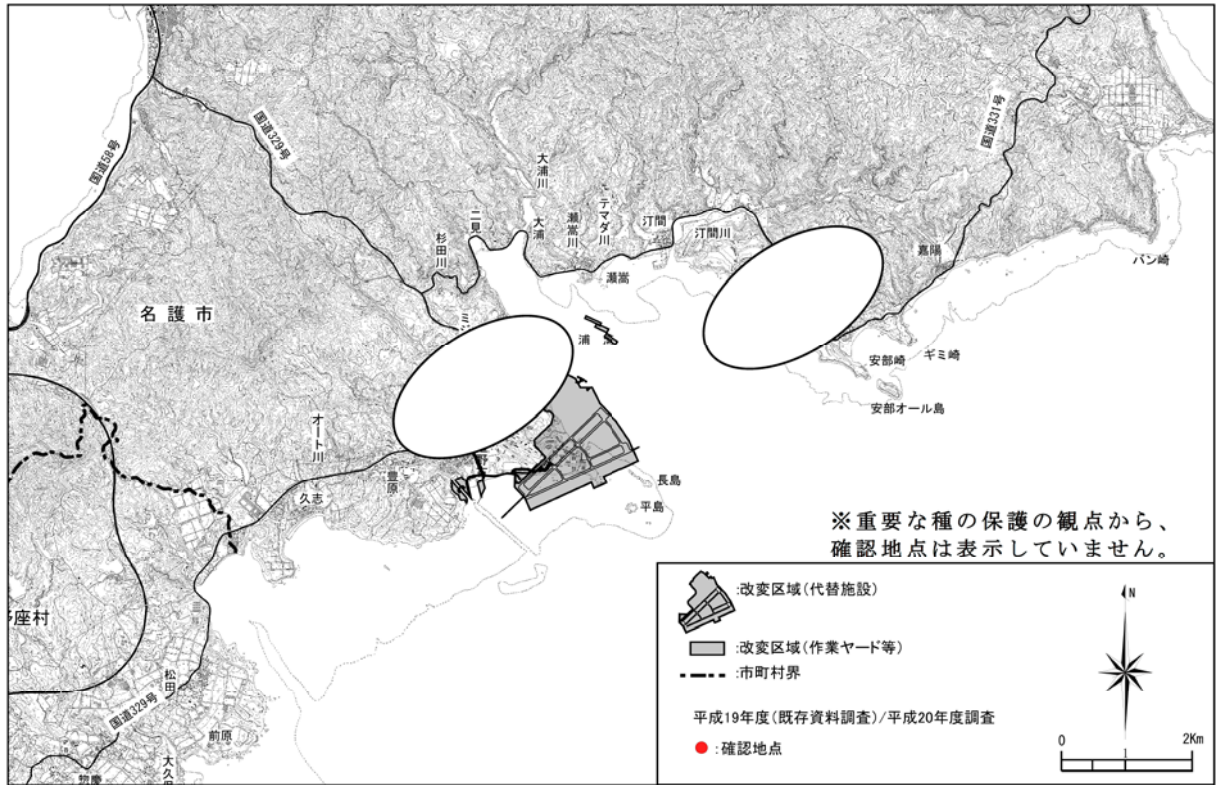 国道58号
国道329号
国道331号
名護市
杉田川
二見
大浦川
大浦
瀬嵩川
テマダ川
汀間
汀間川
瀬嵩
嘉陽
バン崎
安部崎
ギミ崎
安部オール島
オート川
久志
豊原
野
長島
平島
座村
松田
国道329号
前原
惣慶
※重要な種の保護の観点から、
確認地点は表示していません。
:改変区域(代替施設)
:改変区域(作業ヤード等)
:市町村界
平成19年度(既存資料調査)/平成20年度調査
:確認地点
N
0 1 2Km